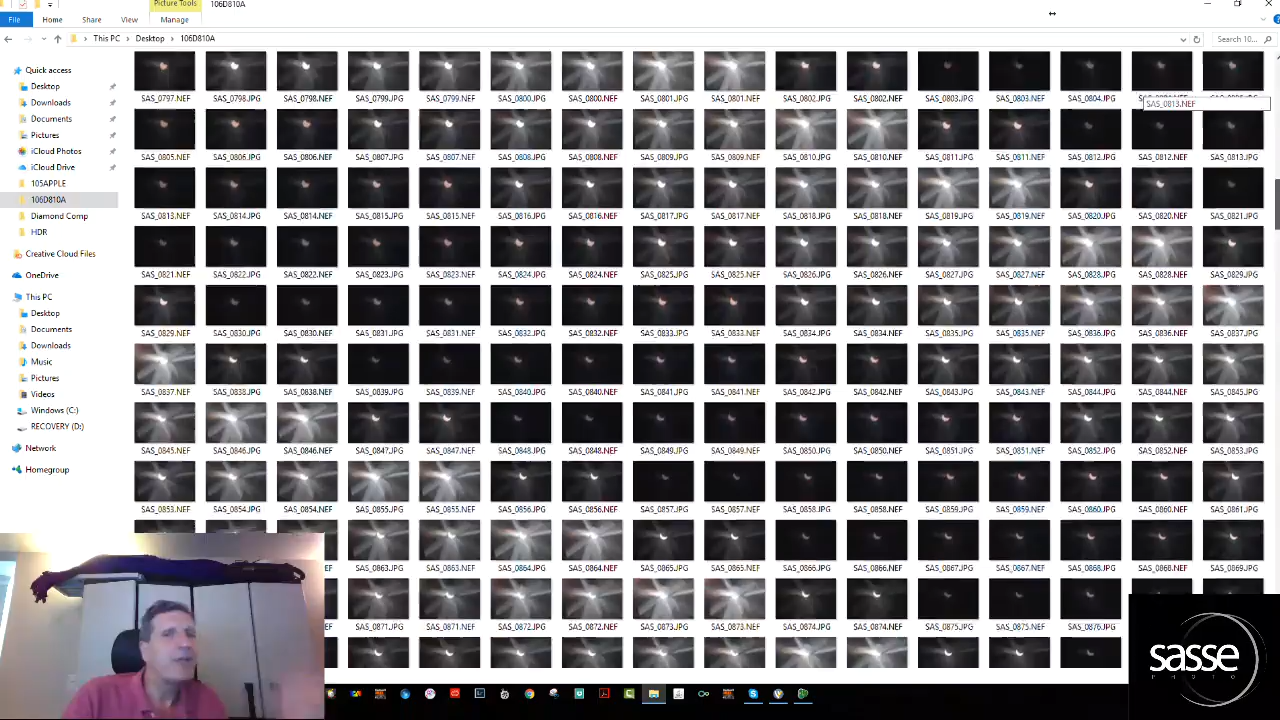 Picture Tools 106D810A
File Home Share View Manage
This PC Desktop 106D810A Search 10...
Quick access
Desktop
Downloads
Documents
Pictures
iCloud Photos
iCloud Drive
105APPLE
106D810A
Diamond Comp
HDR
Creative Cloud Files
OneDrive
This PC
Desktop
Documents
Downloads
Music
Pictures
Videos
Windows (C:)
RECOVERY (D:)
Network
Homegroup
SAS_0797.NEF SAS_0798.JPG SAS_0798.NEF SAS_0799.JPG SAS_0799.NEF SAS_0800.JPG SAS_0800.NEF SAS_0801.JPG SAS_0801.NEF SAS_0802.JPG SAS_0802.NEF SAS_0803.JPG SAS_0803.NEF SAS_0804.JPG
SAS_0813.NEF
SAS_0805.NEF SAS_0806.JPG SAS_0806.NEF SAS_0807.JPG SAS_0807.NEF SAS_0808.JPG SAS_0808.NEF SAS_0809.JPG SAS_0809.NEF SAS_0810.JPG SAS_0810.NEF SAS_0811.JPG SAS_0811.NEF SAS_0812.JPG SAS_0812.NEF SAS_0813.JPG
SAS_0813.NEF SAS_0814.JPG SAS_0814.NEF SAS_0815.JPG SAS_0815.NEF SAS_0816.JPG SAS_0816.NEF SAS_0817.JPG SAS_0817.NEF SAS_0818.JPG SAS_0818.NEF SAS_0819.JPG SAS_0819.NEF SAS_0820.JPG SAS_0820.NEF SAS_0821.JPG
SAS_0821.NEF SAS_0822.JPG SAS_0822.NEF SAS_0823.JPG SAS_0823.NEF SAS_0824.JPG SAS_0824.NEF SAS_0825.JPG SAS_0825.NEF SAS_0826.JPG SAS_0826.NEF SAS_0827.JPG SAS_0827.NEF SAS_0828.JPG SAS_0828.NEF SAS_0829.JPG
SAS_0829.NEF SAS_0830.JPG SAS_0830.NEF SAS_0831.JPG SAS_0831.NEF SAS_0832.JPG SAS_0832.NEF SAS_0833.JPG SAS_0833.NEF SAS_0834.JPG SAS_0834.NEF SAS_0835.JPG SAS_0835.NEF SAS_0836.JPG SAS_0836.NEF SAS_0837.JPG
SAS_0837.NEF SAS_0838.JPG SAS_0838.NEF SAS_0839.JPG SAS_0839.NEF SAS_0840.JPG SAS_0840.NEF SAS_0841.JPG SAS_0841.NEF SAS_0842.JPG SAS_0842.NEF SAS_0843.JPG SAS_0843.NEF SAS_0844.JPG SAS_0844.NEF SAS_0845.JPG
SAS_0845.NEF SAS_0846.JPG SAS_0846.NEF SAS_0847.JPG SAS_0847.NEF SAS_0848.JPG SAS_0848.NEF SAS_0849.JPG SAS_0849.NEF SAS_0850.JPG SAS_0850.NEF SAS_0851.JPG SAS_0851.NEF SAS_0852.JPG SAS_0852.NEF SAS_0853.JPG
SAS_0853.NEF SAS_0854.JPG SAS_0854.NEF SAS_0855.JPG SAS_0855.NEF SAS_0856.JPG SAS_0856.NEF SAS_0857.JPG SAS_0857.NEF SAS_0858.JPG SAS_0858.NEF SAS_0859.JPG SAS_0859.NEF SAS_0860.JPG SAS_0860.NEF SAS_0861.JPG
SAS_0863.JPG SAS_0863.NEF SAS_0864.JPG SAS_0864.NEF SAS_0865.JPG SAS_0865.NEF SAS_0866.JPG SAS_0866.NEF SAS_0867.JPG SAS_0867.NEF SAS_0868.JPG SAS_0868.NEF SAS_0869.JPG
SAS_0871.JPG SAS_0871.NEF SAS_0872.JPG SAS_0872.NEF SAS_0873.JPG SAS_0873.NEF SAS_0874.JPG SAS_0874.NEF SAS_0875.JPG SAS_0875.NEF SAS_0876.JPG
sasse
PHOTO